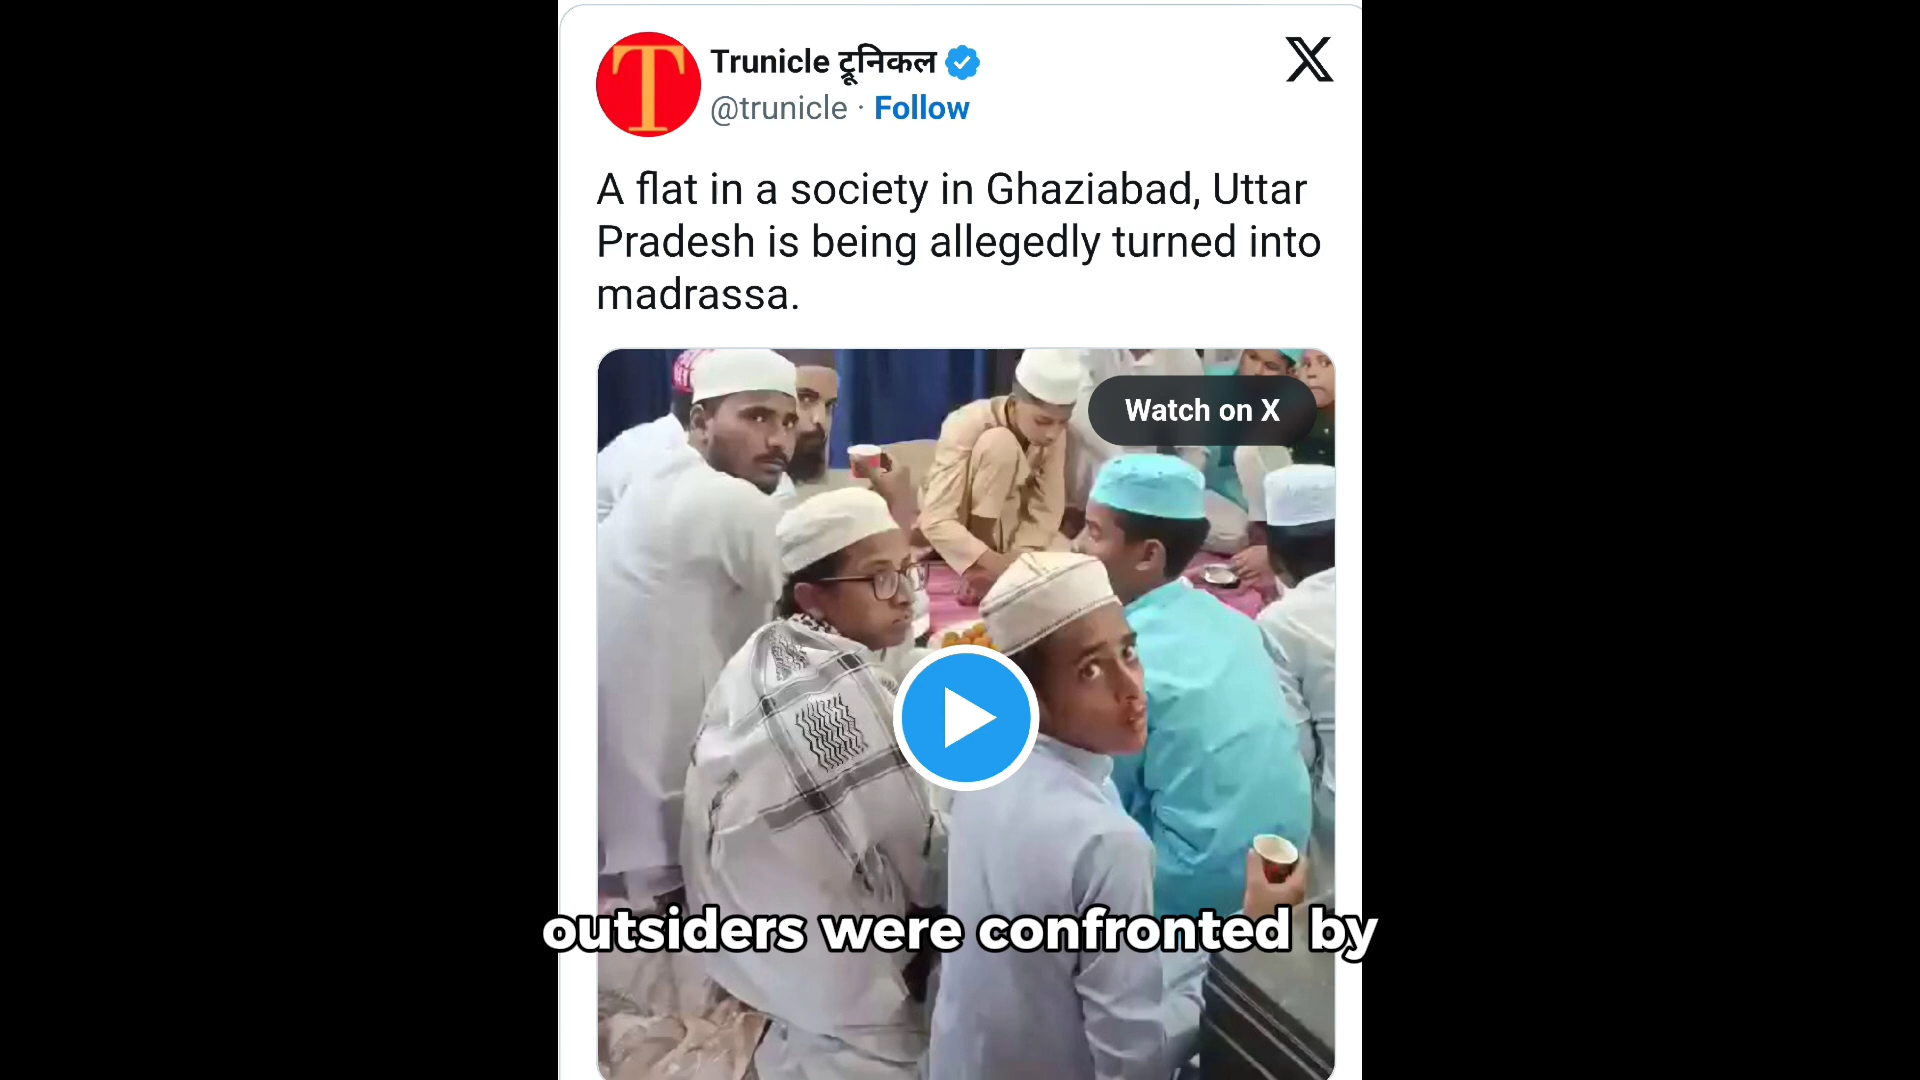 T
Trunicle ट्रूनिकल
@trunicle · Follow
X
A flat in a society in Ghaziabad, Uttar
Pradesh is being allegedly turned into
madrassa.
Watch on X
outsiders were confronted by